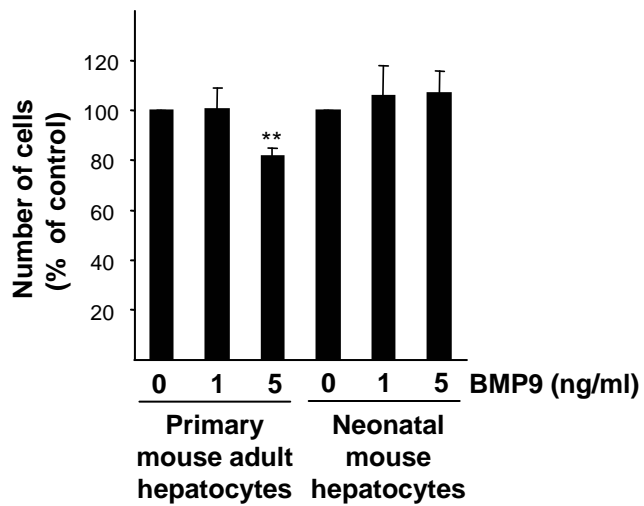 Number of cells
(% of control)
120
100
80
60
40
20
**
0 1 5 0 1 5 BMP9 (ng/ml)
Primary
mouse adult
hepatocytes
Neonatal
mouse
hepatocytes